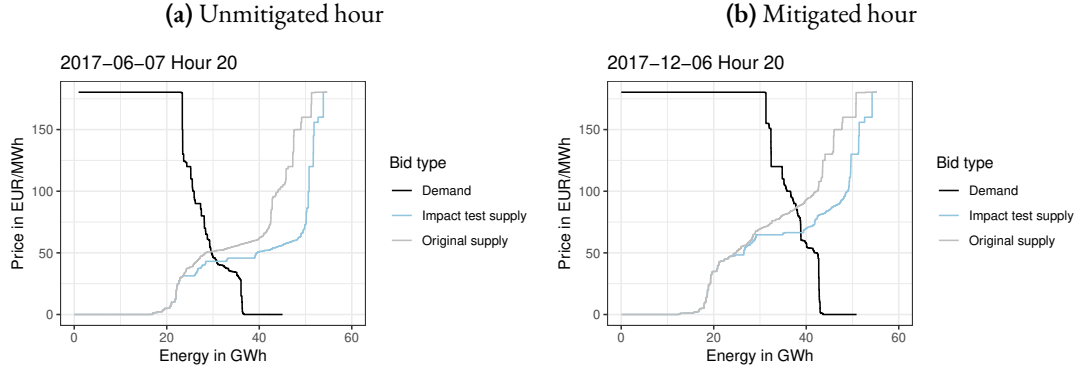 (a) Unmitigated hour
2017−06−07 Hour 20
Price in EUR/MWh
150
100
50
0
0 20 40 60
Energy in GWh
Bid type
Demand
Impact test supply
Original supply
(b) Mitigated hour
2017−12−06 Hour 20
Price in EUR/MWh
150
100
50
0
0 20 40 60
Energy in GWh
Bid type
Demand
Impact test supply
Original supply